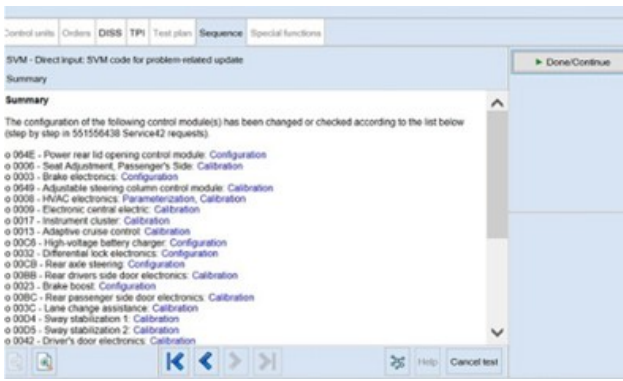 Control units Orders DISS TPI Test plan Sequence Special functions
SVM - Direct input: SVM code for problem-related update
Done/Continue
Summary
Summary
The configuration of the following control module(s) has been changed or checked according to the list below
(step by step in 551556438 Service42 requests).
o 064E - Power rear lid opening control module: Configuration
o 0006 - Seat Adjustment, Passenger's Side: Calibration
o 0003 - Brake electronics: Configuration
o 0649 - Adjustable steering column control module: Calibration
o 0008 - HVAC electronics: Parameterization, Calibration
o 0009 - Electronic central electric: Calibration
o 0017 - Instrument cluster: Calibration
o 0013 - Adaptive cruise control: Calibration
o 00C6 - High-voltage battery charger: Configuration
o 0032 - Differential lock electronics: Configuration
o 00CB - Rear axle steering: Configuration
o 00BB - Rear drivers side door electronics: Calibration
o 0023 - Brake boost: Configuration
o 00BC - Rear passenger side door electronics: Calibration
o 003C - Lane change assistance: Calibration
o 00D4 - Sway stabilization 1: Calibration
o 00D5 - Sway stabilization 2: Calibration
o 0042 - Driver's door electronics: Calibration
Help Cancel test